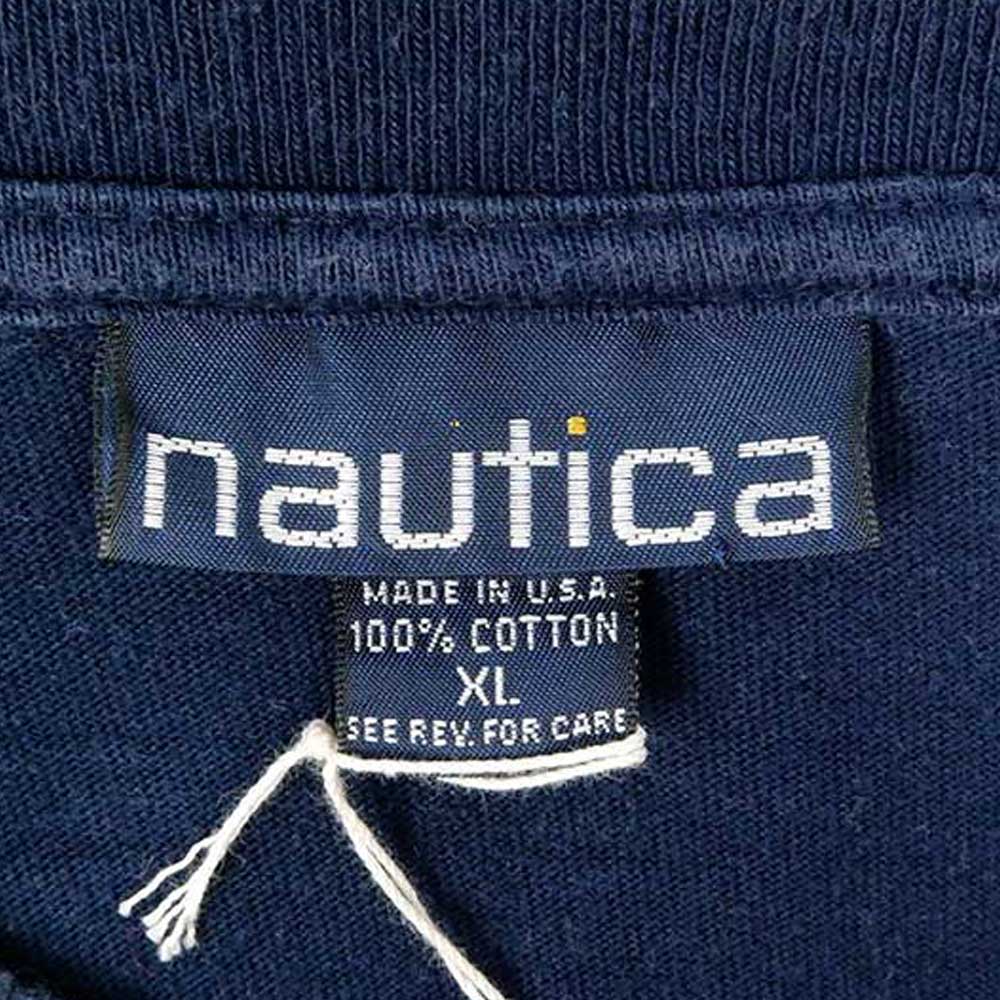 nautica
MADE IN U.S.A.
100% COTTON
XL
SEE REV. FOR CARE